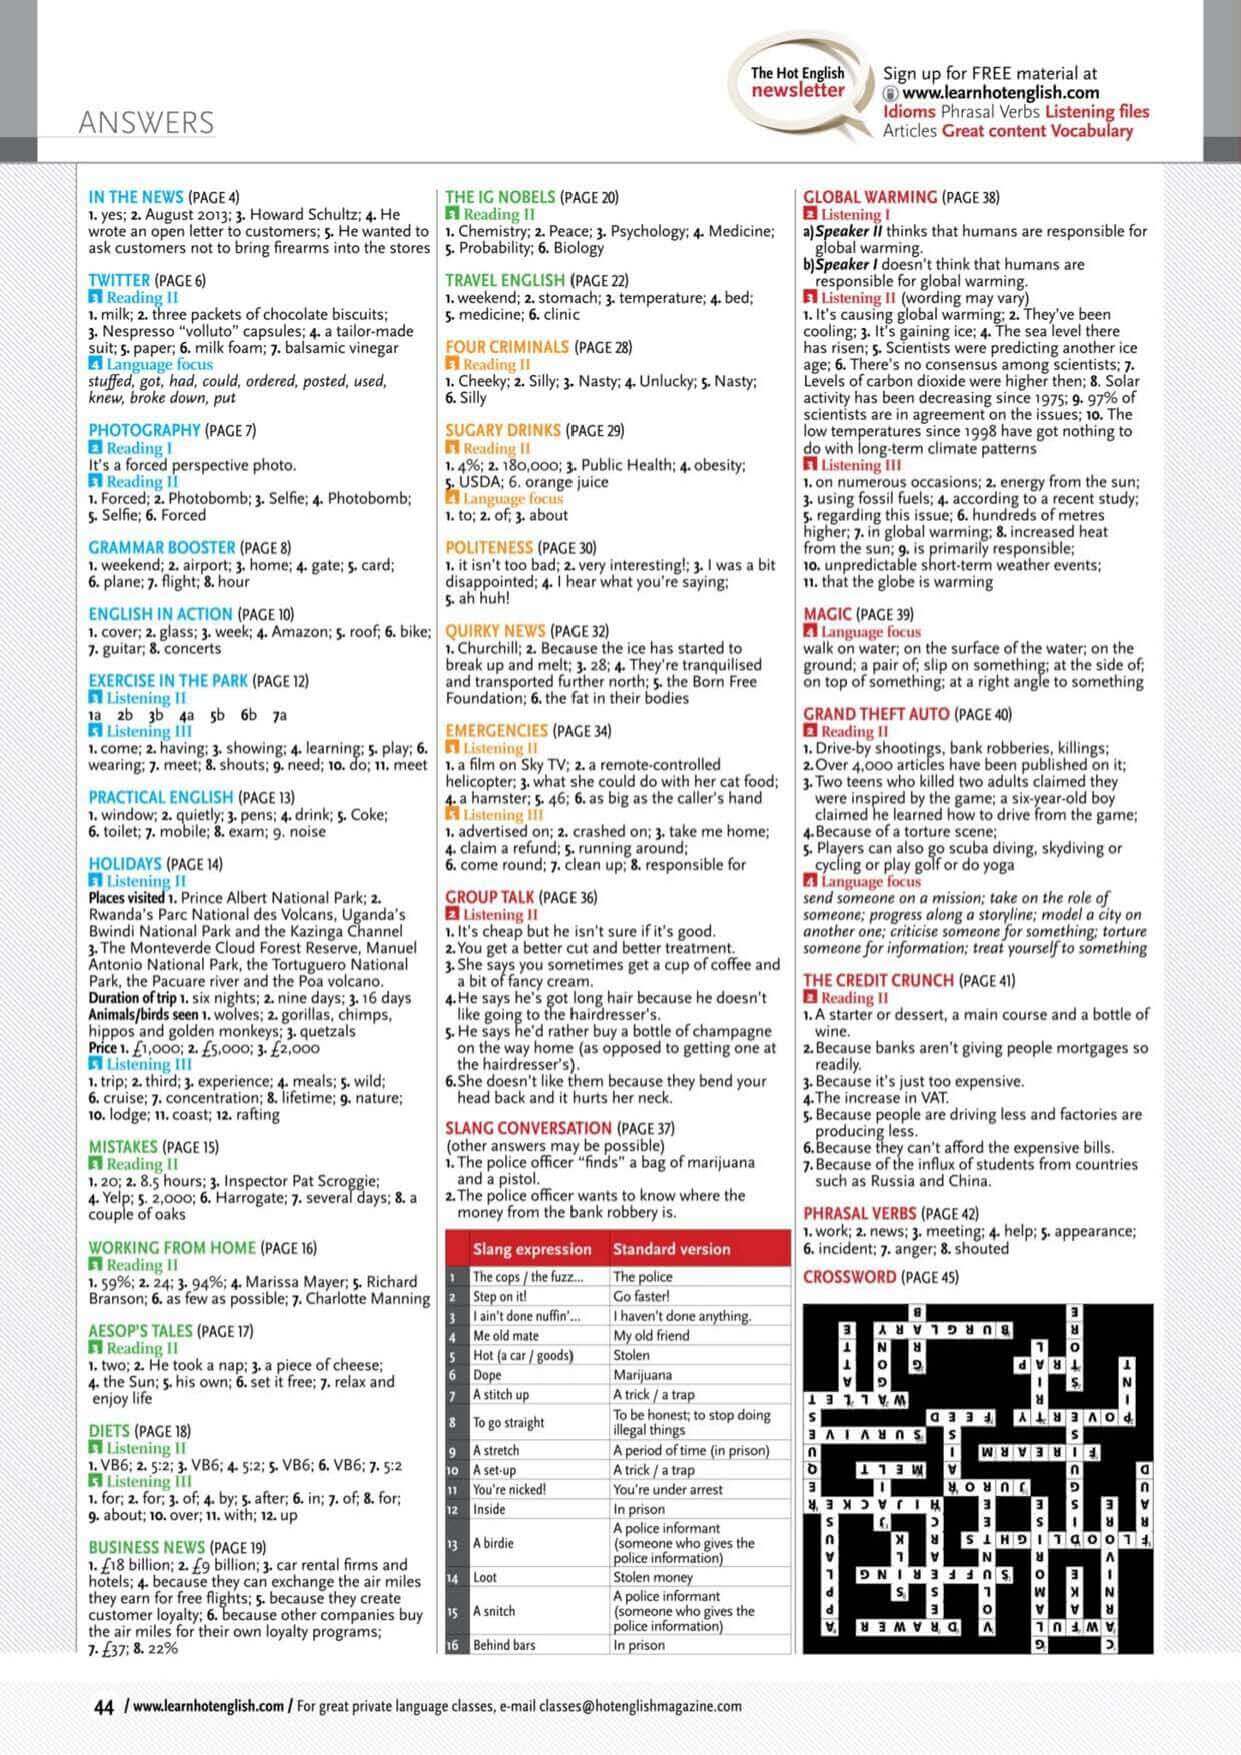 ANSWERS
The Hot English
newsletter
Sign up for FREE material at
www.learnhotenglish.com
Idioms Phrasal Verbs Listening files
Articles Great content Vocabulary
IN THE NEWS (PAGE 4)
1. yes; 2. August 2013; 3. Howard Schultz; 4. He
wrote an open letter to customers; 5. He wanted to
ask customers not to bring firearms into the stores
TWITTER (PAGE 6)
3 Reading II
1. milk; 2. three packets of chocolate biscuits;
3. Nespresso “volluto” capsules; 4. a tailor-made
suit; 5. paper; 6. milk foam; 7. balsamic vinegar
4 Language focus
stuffed, got, had, could, ordered, posted, used,
knew, broke down, put
PHOTOGRAPHY (PAGE 7)
2 Reading I
It's a forced perspective photo.
3 Reading II
1. Forced; 2. Photobomb; 3. Selfie; 4. Photobomb;
5. Selfie; 6. Forced
GRAMMAR BOOSTER (PAGE 8)
1. weekend; 2. airport; 3. home; 4. gate; 5. card;
6. plane; 7. flight; 8. hour
ENGLISH IN ACTION (PAGE 10)
1. cover; 2. glass; 3. week; 4. Amazon; 5. roof; 6. bike;
7. guitar; 8. concerts
EXERCISE IN THE PARK (PAGE 12)
3 Listening II
1a 2b 3b 4a 5b 6b 7a
5 Listening III
1. come; 2. having; 3. showing; 4. learning; 5. play; 6.
wearing; 7. meet; 8. shouts; 9. need; 10. do; 11. meet
PRACTICAL ENGLISH (PAGE 13)
1. window; 2. quietly; 3. pens; 4. drink; 5. Coke;
6. toilet; 7. mobile; 8. exam; 9. noise
HOLIDAYS (PAGE 14)
3 Listening II
Places visited 1. Prince Albert National Park; 2.
Rwanda's Parc National des Volcans, Uganda's
Bwindi National Park and the Kazinga Channel
3. The Monteverde Cloud Forest Reserve, Manuel
Antonio National Park, the Tortuguero National
Park, the Pacuare river and the Poa volcano.
Duration of trip 1. six nights; 2. nine days; 3. 16 days
Animals/birds seen 1. wolves; 2. gorillas, chimps,
hippos and golden monkeys; 3. quetzals
Price 1. £1,000; 2. £5,000; 3. £2,000
5 Listening III
1. trip; 2. third; 3. experience; 4. meals; 5. wild;
6. cruise; 7. concentration; 8. lifetime; 9. nature;
10. lodge; 11. coast; 12. rafting
MISTAKES (PAGE 15)
3 Reading II
1. 20; 2. 8.5 hours; 3. Inspector Pat Scroggie;
4. Yelp; 5. 2,000; 6. Harrogate; 7. several days; 8. a
couple of oaks
WORKING FROM HOME (PAGE 16)
3 Reading II
1. 59%; 2. 24; 3. 94%; 4. Marissa Mayer; 5. Richard
Branson; 6. as few as possible; 7. Charlotte Manning
AESOP'S TALES (PAGE 17)
3 Reading II
1. two; 2. He took a nap; 3. a piece of cheese;
4. the Sun; 5. his own; 6. set it free; 7. relax and
enjoy life
DIETS (PAGE 18)
3 Listening II
1. VB6; 2. 5:2; 3. VB6; 4. 5:2; 5. VB6; 6. VB6; 7. 5:2
5 Listening III
1. for; 2. for; 3. of; 4. by; 5. after; 6. in; 7. of; 8. for;
9. about; 10. over; 11. with; 12. up
BUSINESS NEWS (PAGE 19)
1. £18 billion; 2. £9 billion; 3. car rental firms and
hotels; 4. because they can exchange the air miles
they earn for free flights; 5. because they create
customer loyalty; 6. because other companies buy
the air miles for their own loyalty programs;
7. £37; 8. 22%
THE IG NOBELS (PAGE 20)
3 Reading II
1. Chemistry; 2. Peace; 3. Psychology; 4. Medicine;
5. Probability; 6. Biology
TRAVEL ENGLISH (PAGE 22)
1. weekend; 2. stomach; 3. temperature; 4. bed;
5. medicine; 6. clinic
FOUR CRIMINALS (PAGE 28)
3 Reading II
1. Cheeky; 2. Silly; 3. Nasty; 4. Unlucky; 5. Nasty;
6. Silly
SUGARY DRINKS (PAGE 29)
3 Reading II
1. 4%; 2. 180,000; 3. Public Health; 4. obesity;
5. USDA; 6. orange juice
4 Language focus
1. to; 2. of; 3. about
POLITENESS (PAGE 30)
1. it isn't too bad; 2. very interesting!; 3. I was a bit
disappointed; 4. I hear what you're saying;
5. ah huh!
QUIRKY NEWS (PAGE 32)
1. Churchill; 2. Because the ice has started to
break up and melt; 3. 28; 4. They're tranquilised
and transported further north; 5. the Born Free
Foundation; 6. the fat in their bodies
EMERGENCIES (PAGE 34)
3 Listening II
1. a film on Sky TV; 2. a remote-controlled
helicopter; 3. what she could do with her cat food;
4. a hamster; 5. 46; 6. as big as the caller's hand
5 Listening III
1. advertised on; 2. crashed on; 3. take me home;
4. claim a refund; 5. running around;
6. come round; 7. clean up; 8. responsible for
GROUP TALK (PAGE 36)
2 Listening II
1. It's cheap but he isn't sure if it's good.
2. You get a better cut and better treatment.
3. She says you sometimes get a cup of coffee and
a bit of fancy cream.
4. He says he's got long hair because he doesn't
like going to the hairdresser's.
5. He says he'd rather buy a bottle of champagne
on the way home (as opposed to getting one at
the hairdresser's).
6. She doesn't like them because they bend your
head back and it hurts her neck.
SLANG CONVERSATION (PAGE 37)
(other answers may be possible)
1. The police officer “finds” a bag of marijuana
and a pistol.
2. The police officer wants to know where the
money from the bank robbery is.
Slang expression Standard version
1 The cops / the fuzz... The police
2 Step on it! Go faster!
3 I ain't done nuffin'... I haven't done anything.
4 Me old mate My old friend
5 Hot (a car / goods) Stolen
6 Dope Marijuana
7 A stitch up A trick / a trap
8 To go straight To be honest; to stop doing
illegal things
9 A stretch A period of time (in prison)
10 A set-up A trick / a trap
11 You're nicked! You're under arrest
12 Inside In prison
13 A birdie A police informant
(someone who gives the
police information)
14 Loot Stolen money
15 A snitch A police informant
(someone who gives the
police information)
16 Behind bars In prison
GLOBAL WARMING (PAGE 38)
2 Listening I
a) Speaker II thinks that humans are responsible for
global warming.
b) Speaker I doesn't think that humans are
responsible for global warming.
3 Listening II (wording may vary)
1. It's causing global warming; 2. They've been
cooling; 3. It's gaining ice; 4. The sea level there
has risen; 5. Scientists were predicting another ice
age; 6. There's no consensus among scientists; 7.
Levels of carbon dioxide were higher then; 8. Solar
activity has been decreasing since 1975; 9. 97% of
scientists are in agreement on the issues; 10. The
low temperatures since 1998 have got nothing to
do with long-term climate patterns
Listening III
1. on numerous occasions; 2. energy from the sun;
3. using fossil fuels; 4. according to a recent study;
5. regarding this issue; 6. hundreds of metres
higher; 7. in global warming; 8. increased heat
from the sun; 9. is primarily responsible;
10. unpredictable short-term weather events;
11. that the globe is warming
MAGIC (PAGE 39)
4 Language focus
walk on water; on the surface of the water; on the
ground; a pair of; slip on something; at the side of;
on top of something; at a right angle to something
GRAND THEFT AUTO (PAGE 40)
2 Reading II
1. Drive-by shootings, bank robberies, killings;
2. Over 4,000 articles have been published on it;
3. Two teens who killed two adults claimed they
were inspired by the game; a six-year-old boy
claimed he learned how to drive from the game;
4. Because of a torture scene;
5. Players can also go scuba diving, skydiving or
cycling or play golf or do yoga
4 Language focus
send someone on a mission; take on the role of
someone; progress along a storyline; model a city on
another one; criticise someone for something; torture
someone for information; treat yourself to something
THE CREDIT CRUNCH (PAGE 41)
2 Reading II
1. A starter or dessert, a main course and a bottle of
wine.
2. Because banks aren't giving people mortgages so
readily.
3. Because it's just too expensive.
4. The increase in VAT.
5. Because people are driving less and factories are
producing less.
6. Because they can't afford the expensive bills.
7. Because of the influx of students from countries
such as Russia and China.
PHRASAL VERBS (PAGE 42)
1. work; 2. news; 3. meeting; 4. help; 5. appearance;
6. incident; 7. anger; 8. shouted
CROSSWORD (PAGE 45)
44 / www.learnhotenglish.com / For great private language classes, e-mail classes@hotenglishmagazine.com